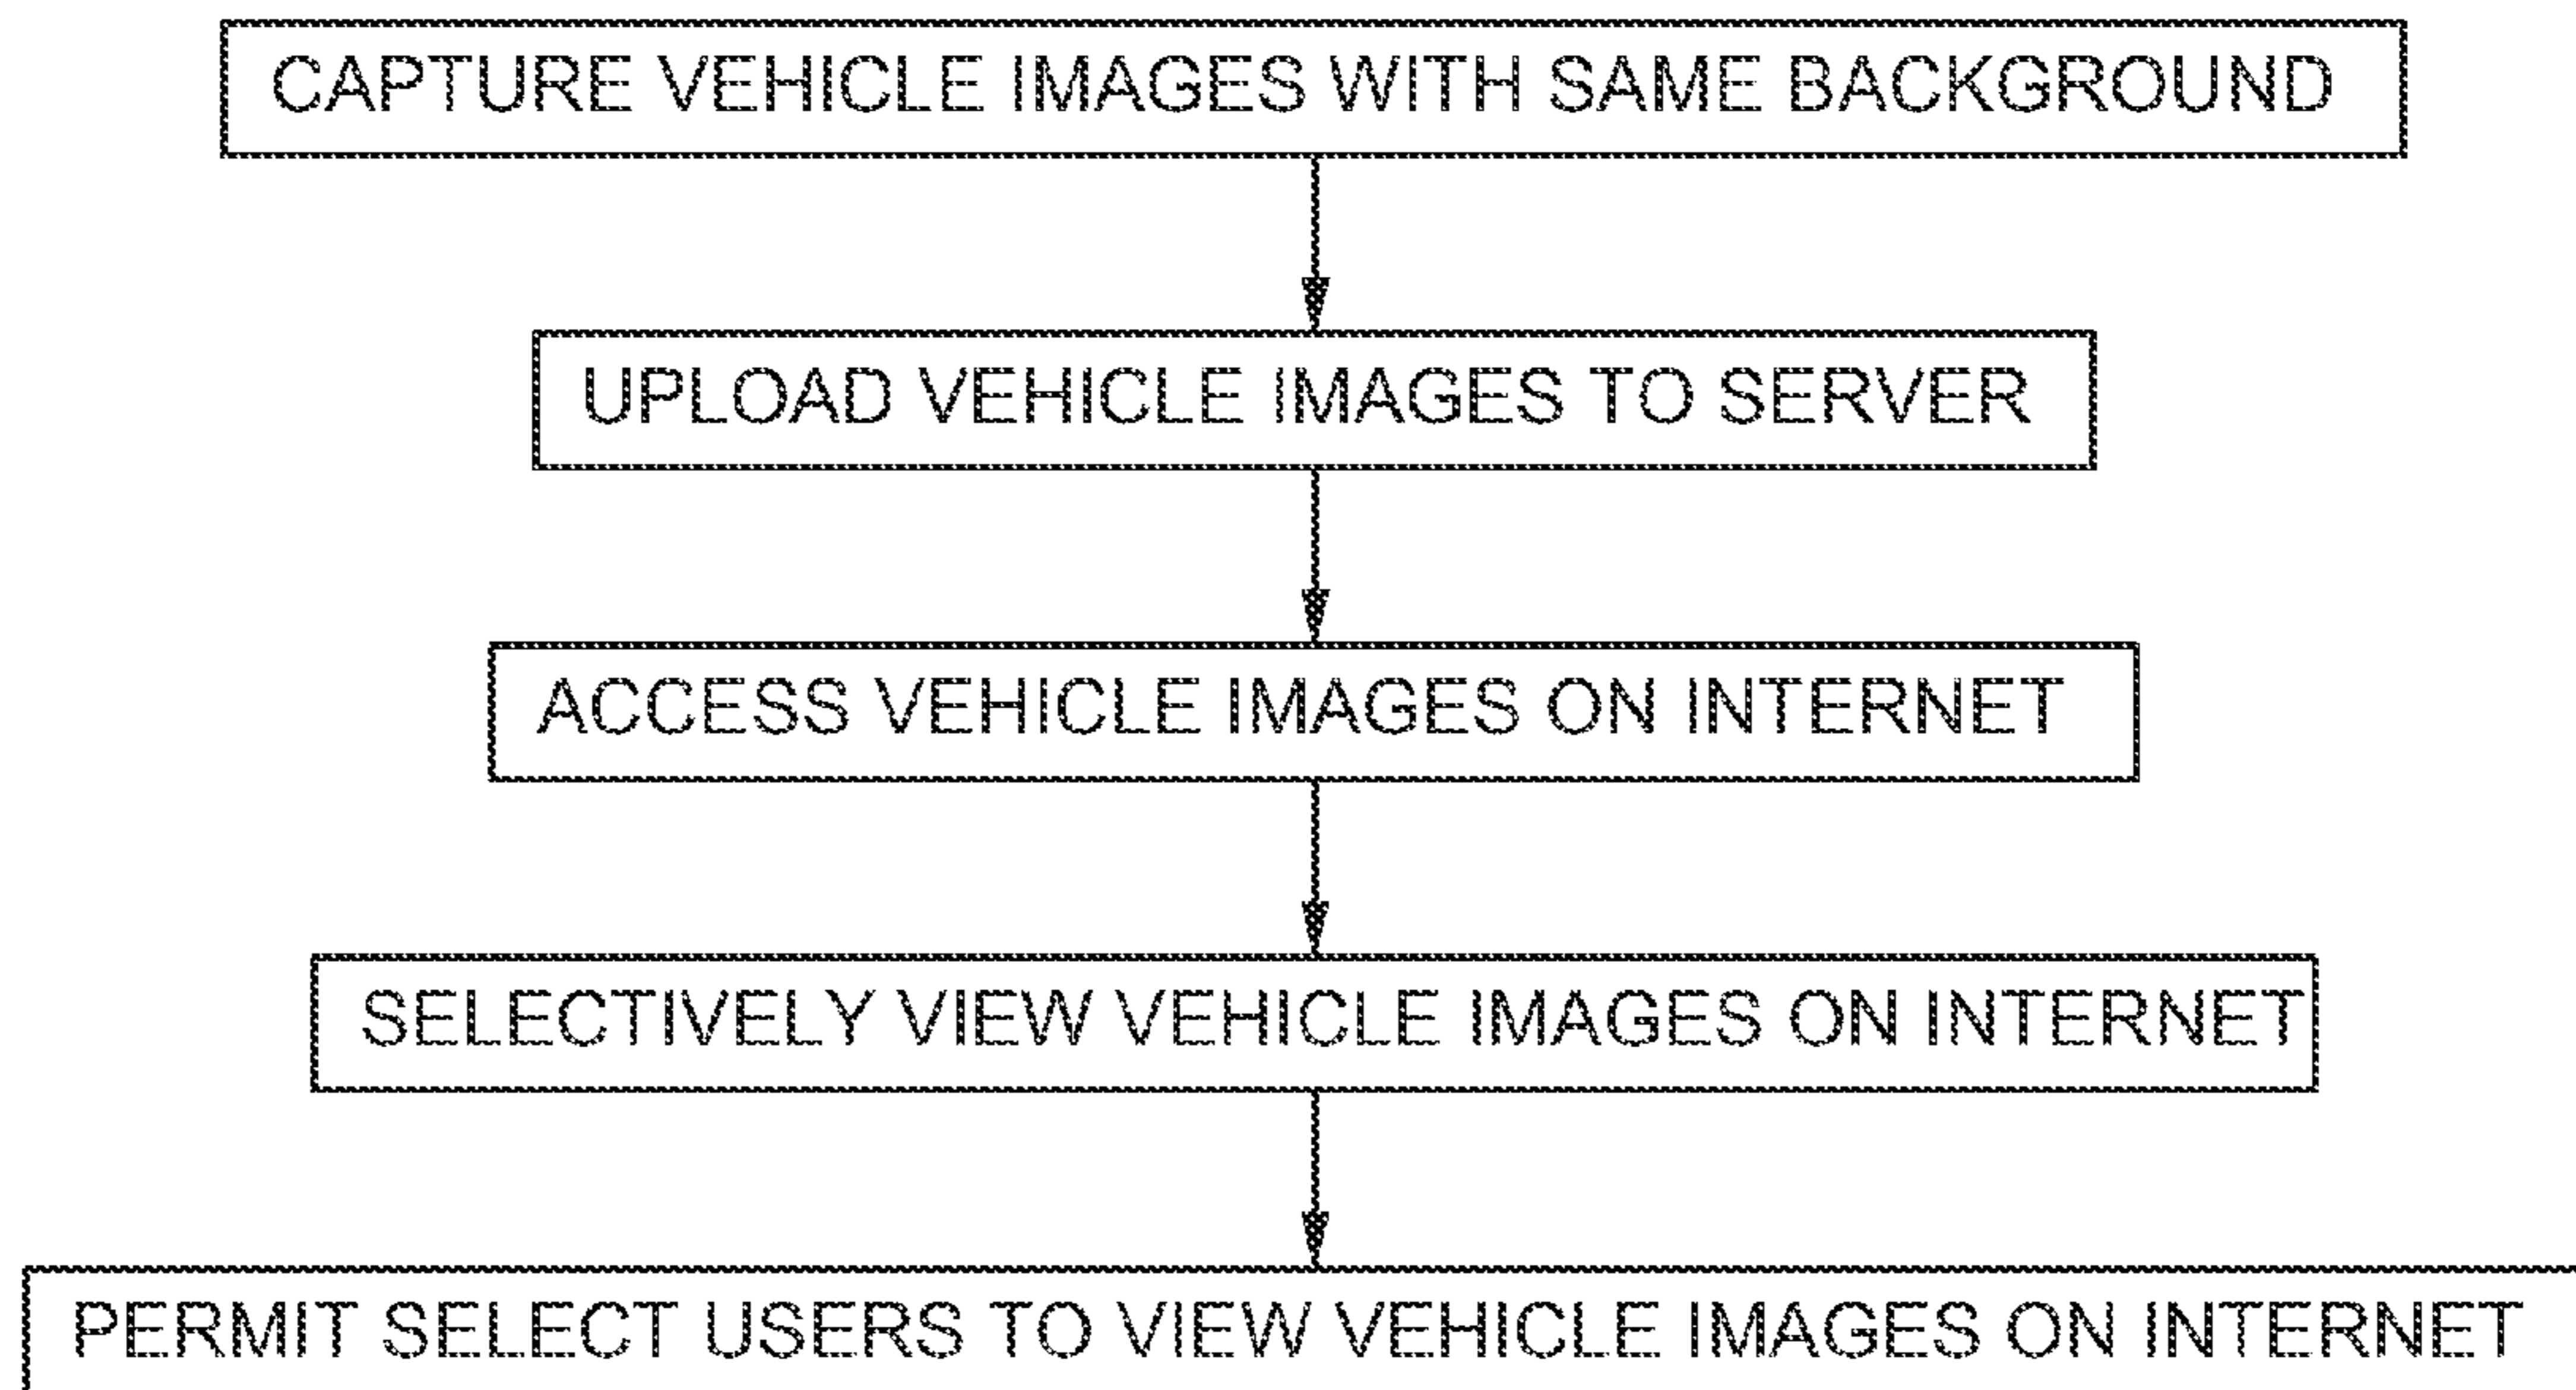 CAPTURE VEHICLE IMAGES WITH SAME BACKGROUND
UPLOAD VEHICLE IMAGES TO SERVER
ACCESS VEHICLE IMAGES ON INTERNET
SELECTIVELY VIEW VEHICLE IMAGES ON INTERNET
PERMIT SELECT USERS TO VIEW VEHICLE IMAGES ON INTERNET